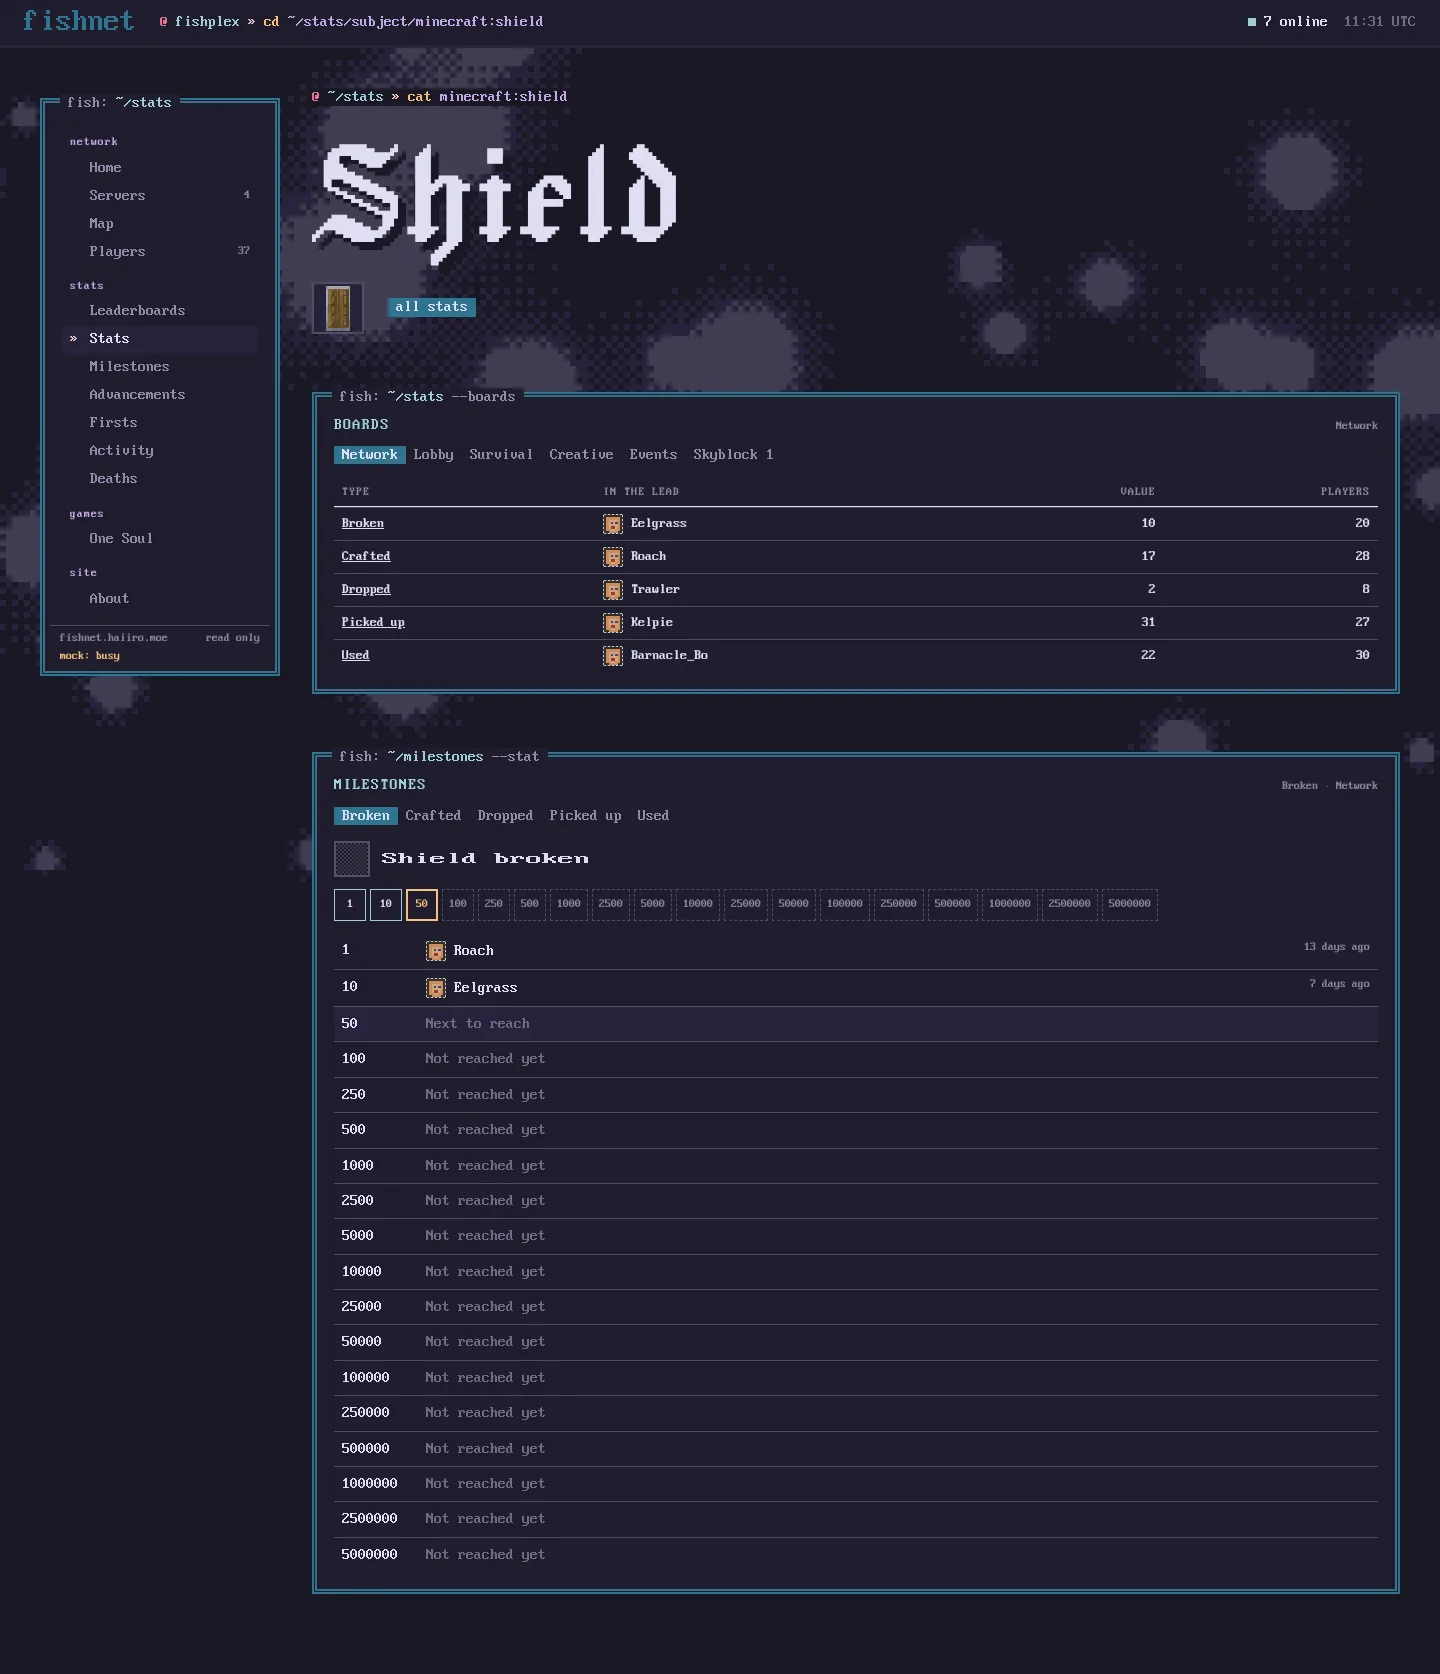 fishnet @ fishplex » cd ~/stats/subject/minecraft:shield 7 online 11:31 UTC
fish: ~/stats
network
Home
Servers 4
Map
Players 37
stats
Leaderboards
» Stats
Milestones
Advancements
Firsts
Activity
Deaths
games
One Soul
site
About
fishnet.haiiro.moe read only
mock: busy
@ ~/stats » cat minecraft:shield
Shield
all stats
fish: ~/stats --boards
BOARDS Network
Network Lobby Survival Creative Events Skyblock 1
TYPE IN THE LEAD VALUE PLAYERS
Broken Eelgrass 10 20
Crafted Roach 17 28
Dropped Trawler 2 8
Picked up Kelpie 31 27
Used Barnacle_Bo 22 30
fish: ~/milestones --stat
MILESTONES Broken · Network
Broken Crafted Dropped Picked up Used
Shield broken
1 10 50 100 250 500 1000 2500 5000 10000 25000 50000 100000 250000 500000 1000000 2500000 5000000
1 Roach 13 days ago
10 Eelgrass 7 days ago
50 Next to reach
100 Not reached yet
250 Not reached yet
500 Not reached yet
1000 Not reached yet
2500 Not reached yet
5000 Not reached yet
10000 Not reached yet
25000 Not reached yet
50000 Not reached yet
100000 Not reached yet
250000 Not reached yet
500000 Not reached yet
1000000 Not reached yet
2500000 Not reached yet
5000000 Not reached yet